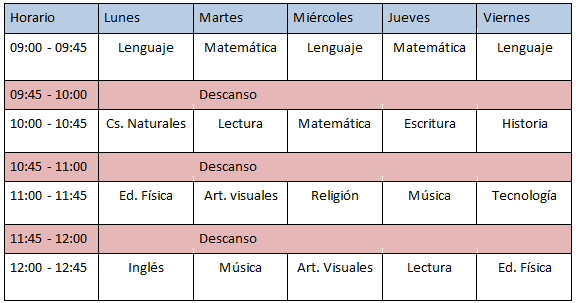 Horario Lunes Martes Miércoles Jueves Viernes
09:00 - 09:45 Lenguaje Matemática Lenguaje Matemática Lenguaje
09:45 - 10:00 Descanso
10:00 - 10:45 Cs. Naturales Lectura Matemática Escritura Historia
10:45 - 11:00 Descanso
11:00 - 11:45 Ed. Física Art. visuales Religión Música Tecnología
11:45 - 12:00 Descanso
12:00 - 12:45 Inglés Música Art. Visuales Lectura Ed. Física